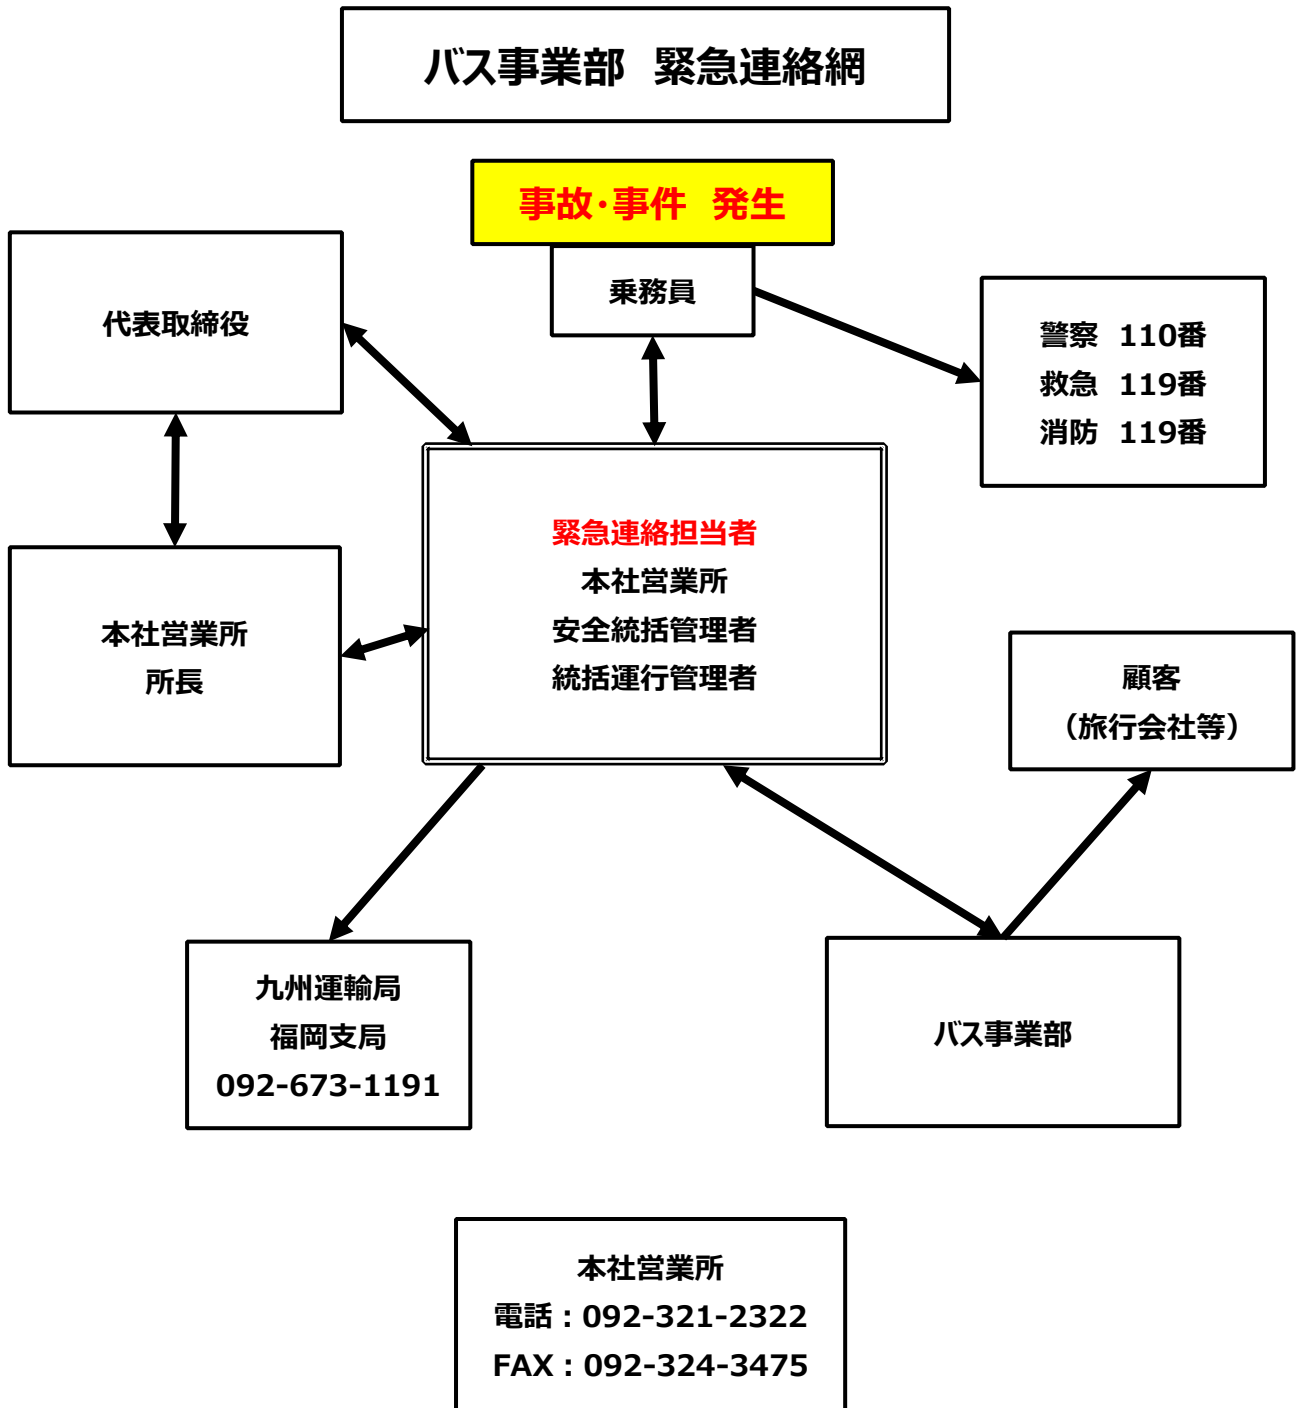 バス事業部 緊急連絡網
事故・事件 発生
乗務員
代表取締役
警察 110番
救急 119番
消防 119番
緊急連絡担当者
本社営業所
安全統括管理者
統括運行管理者
本社営業所
所長
顧客
（旅行会社等）
九州運輸局
福岡支局
092-673-1191
バス事業部
本社営業所
電話：092-321-2322
FAX：092-324-3475